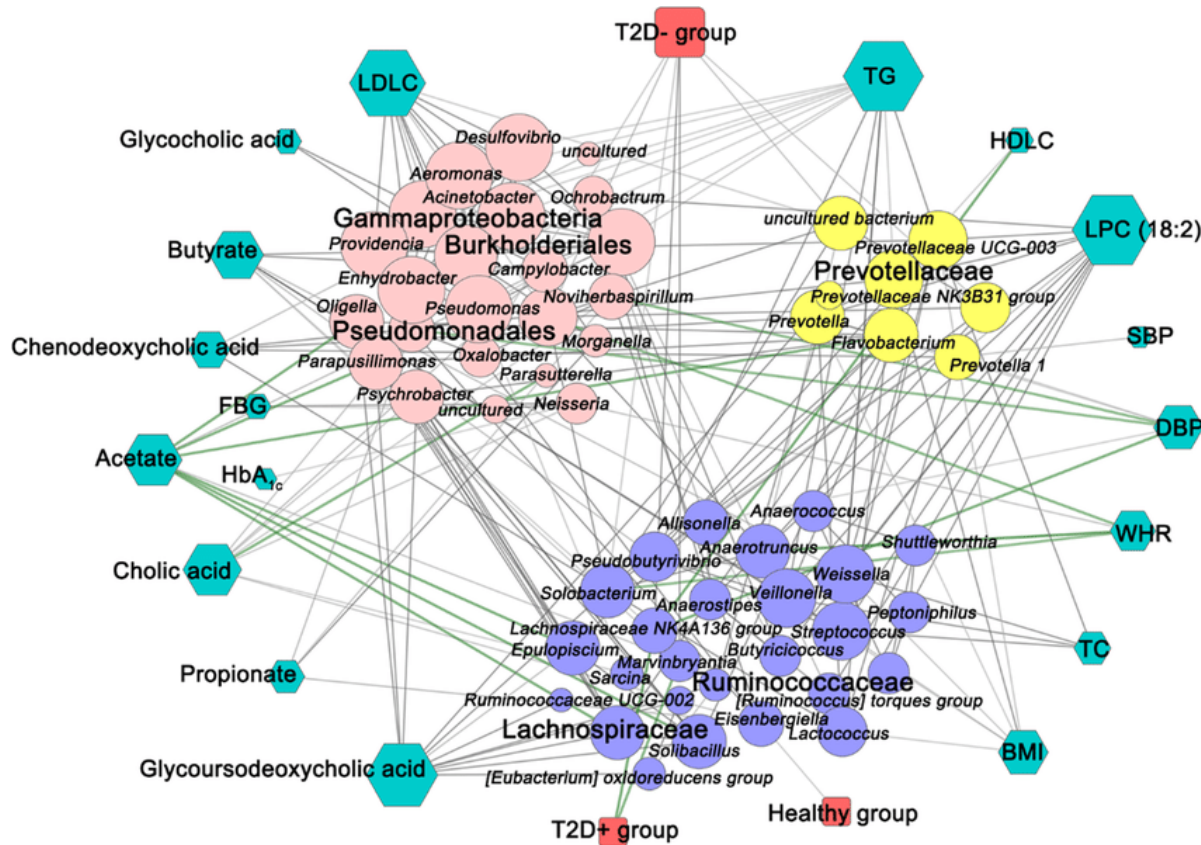 T2D- group
LDLC
TG
Glycocholic acid
Desulfovibrio
uncultured
HDLC
Aeromonas
Acinetobacter
Ochrobactrum
Gammaproteobacteria
uncultured bacterium
LPC (18:2)
Providencia
Burkholderiales
Prevotellaceae UCG-003
Butyrate
Campylobacter
Prevotellaceae
Enhydrobacter
Noviherbaspirillum
Prevotellaceae NK3B31 group
Oligella
Pseudomonas
Prevotella
Pseudomonadales
Morganella
Flavobacterium
SBP
Chenodeoxycholic acid
Oxalobacter
Parapusillimonas
Prevotella 1
Parasutterella
Psychrobacter
FBG
uncultured
Neisseria
DBP
Acetate
HbA1c
Anaerococcus
Allisonella
WHR
Anaerotruncus
Shuttleworthia
Pseudobutyrivibrio
Cholic acid
Weissella
Solobacterium
Veillonella
Anaerostipes
Peptoniphilus
Lachnospiraceae NK4A136 group
Streptococcus
Epulopiscium
Butyricicoccus
TC
Marvinbryantia
Propionate
Sarcina
Ruminococcaceae
Ruminococcaceae UCG-002
[Ruminococcus] torques group
Eisenbergiella
Lachnospiraceae
Lactococcus
Solibacillus
BMI
Glycoursodeoxycholic acid
[Eubacterium] oxidoreducens group
Healthy group
T2D+ group